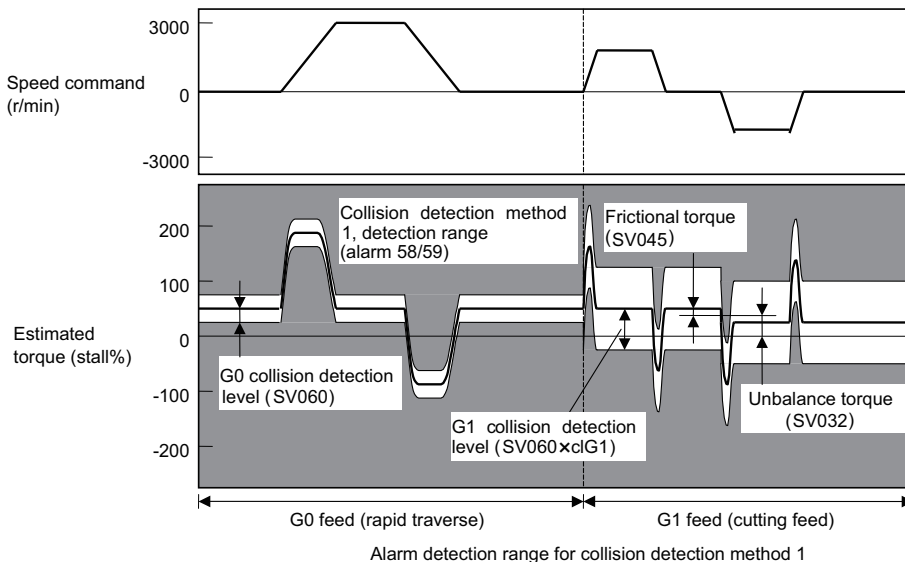 3000
Speed command
(r/min)
0
-3000
200
100
0
-100
-200
Estimated
torque (stall%)
Collision detection method
1, detection range
(alarm 58/59)
Frictional torque
(SV045)
G0 collision detection
level (SV060)
G1 collision detection
level (SV060×clG1)
Unbalance torque
(SV032)
G0 feed (rapid traverse)
G1 feed (cutting feed)
Alarm detection range for collision detection method 1